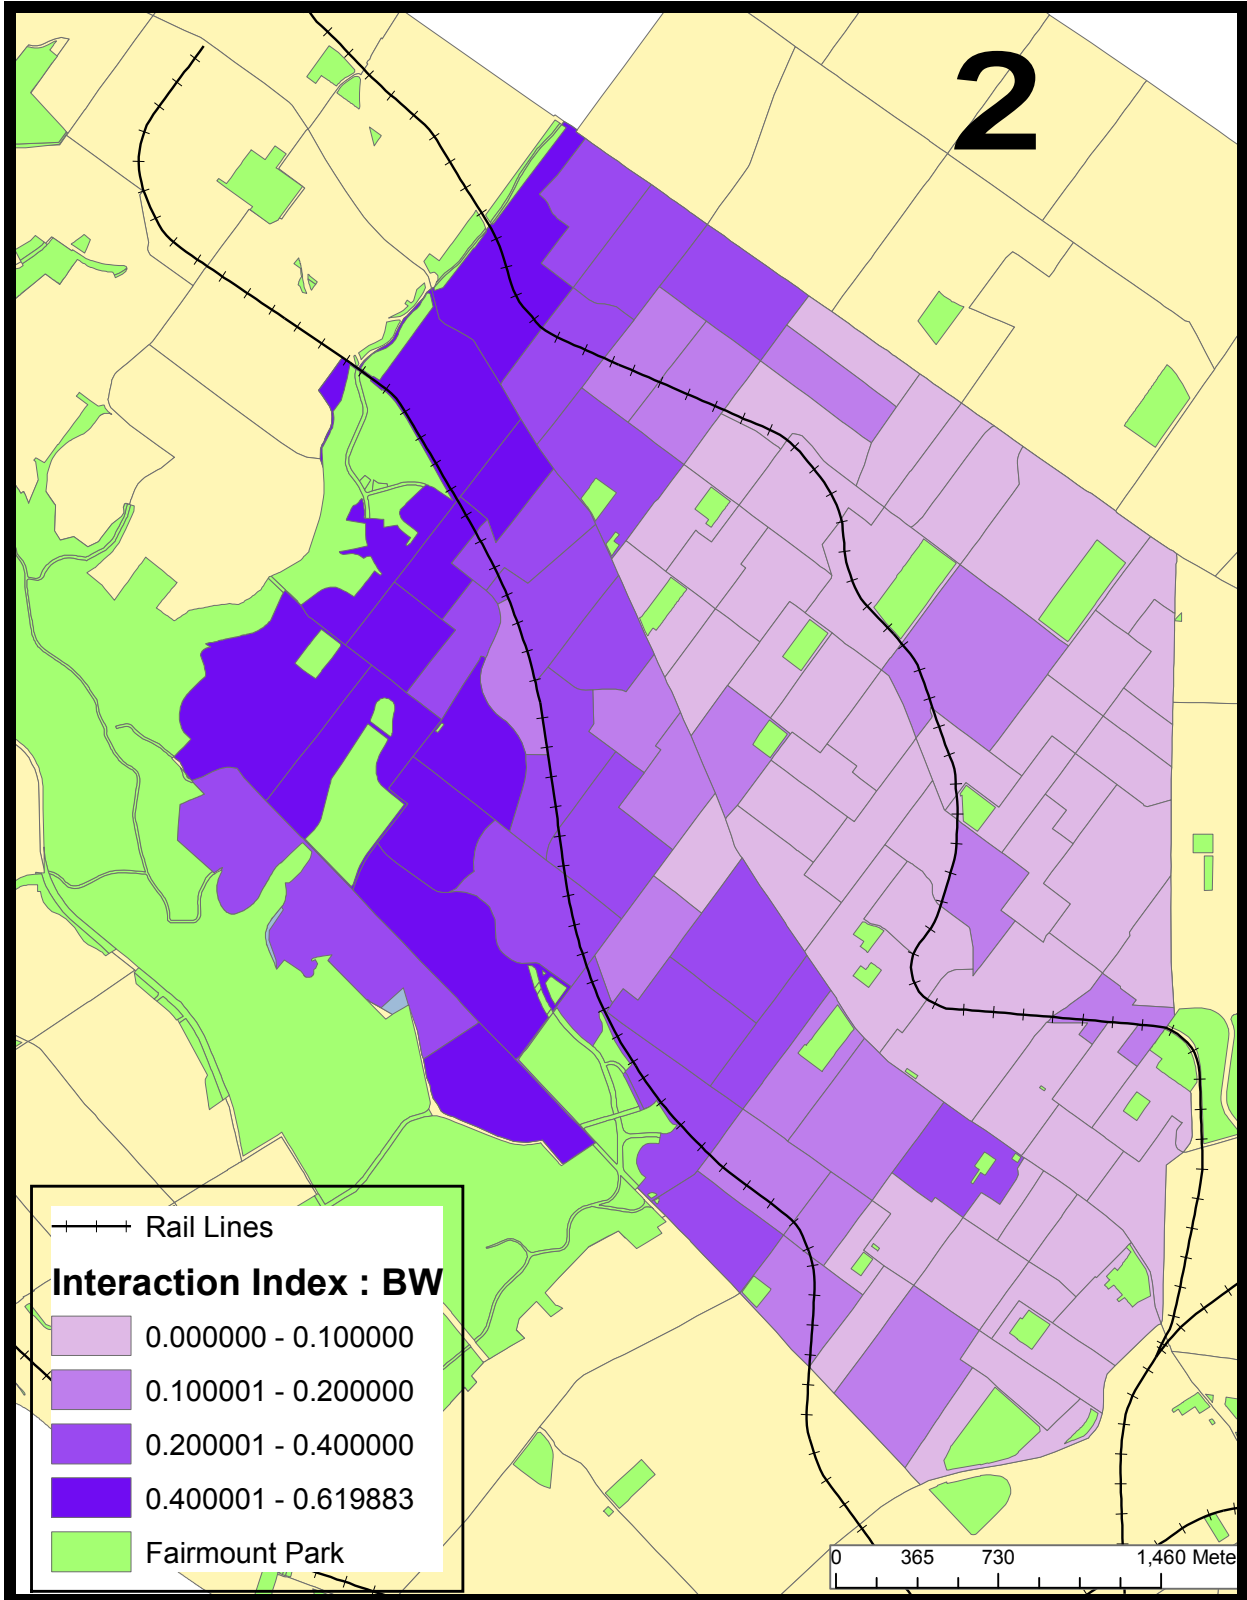 2
Rail Lines
Interaction Index : BW
0.000000 - 0.100000
0.100001 - 0.200000
0.200001 - 0.400000
0.400001 - 0.619883
Fairmount Park
0 365 730 1,460 Mete